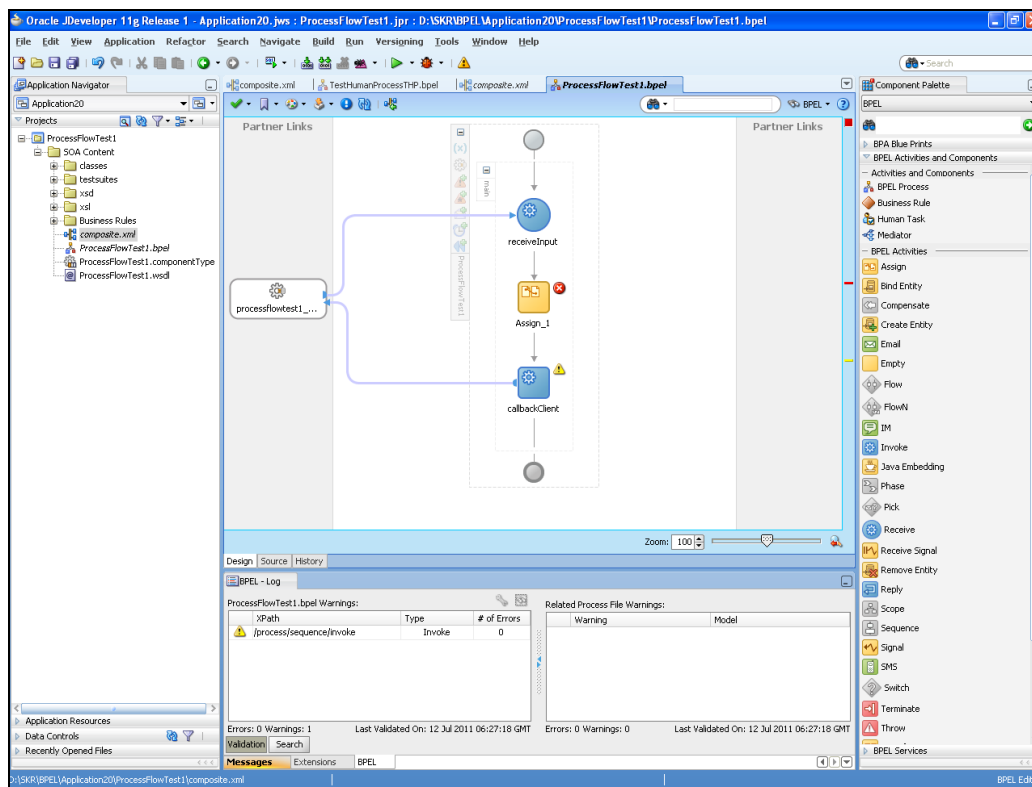 Oracle JDeveloper 11g Release 1 - Application20.jws : ProcessFlowTest1.jpr : D:\SKR\BPEL\Application20\ProcessFlowTest1\ProcessFlowTest1.bpel
File Edit View Application Refactor Search Navigate Build Run Versioning Tools Window Help
Search
Application Navigator
Application20
Projects
ProcessFlowTest1
SOA Content
classes
testsuites
xsd
xsl
Business Rules
composite.xml
ProcessFlowTest1.bpel
ProcessFlowTest1.componentType
ProcessFlowTest1.wsdl
Application Resources
Data Controls
Recently Opened Files
composite.xml TestHumanProcessTHP.bpel composite.xml ProcessFlowTest1.bpel
BPEL
Partner Links
Partner Links
main
receiveInput
ProcessFlowTest1
processflowtest1_...
Assign_1
callbackClient
Zoom: 100
Design Source History
BPEL - Log
ProcessFlowTest1.bpel Warnings:
XPath Type # of Errors
/process/sequence/invoke Invoke 0
Errors: 0 Warnings: 1 Last Validated On: 12 Jul 2011 06:27:18 GMT
Related Process File Warnings:
Warning Model
Errors: 0 Warnings: 0 Last Validated On: 12 Jul 2011 06:27:18 GMT
Validation Search
Messages Extensions BPEL
Component Palette
BPEL
BPA Blue Prints
BPEL Activities and Components
Activities and Components
BPEL Process
Business Rule
Human Task
Mediator
BPEL Activities
Assign
Bind Entity
Compensate
Create Entity
Email
Empty
Flow
FlowN
IM
Invoke
Java Embedding
Phase
Pick
Receive
Receive Signal
Remove Entity
Reply
Scope
Sequence
Signal
SMS
Switch
Terminate
Throw
BPEL Services
D:\SKR\BPEL\Application20\ProcessFlowTest1\composite.xml
BPEL Edit